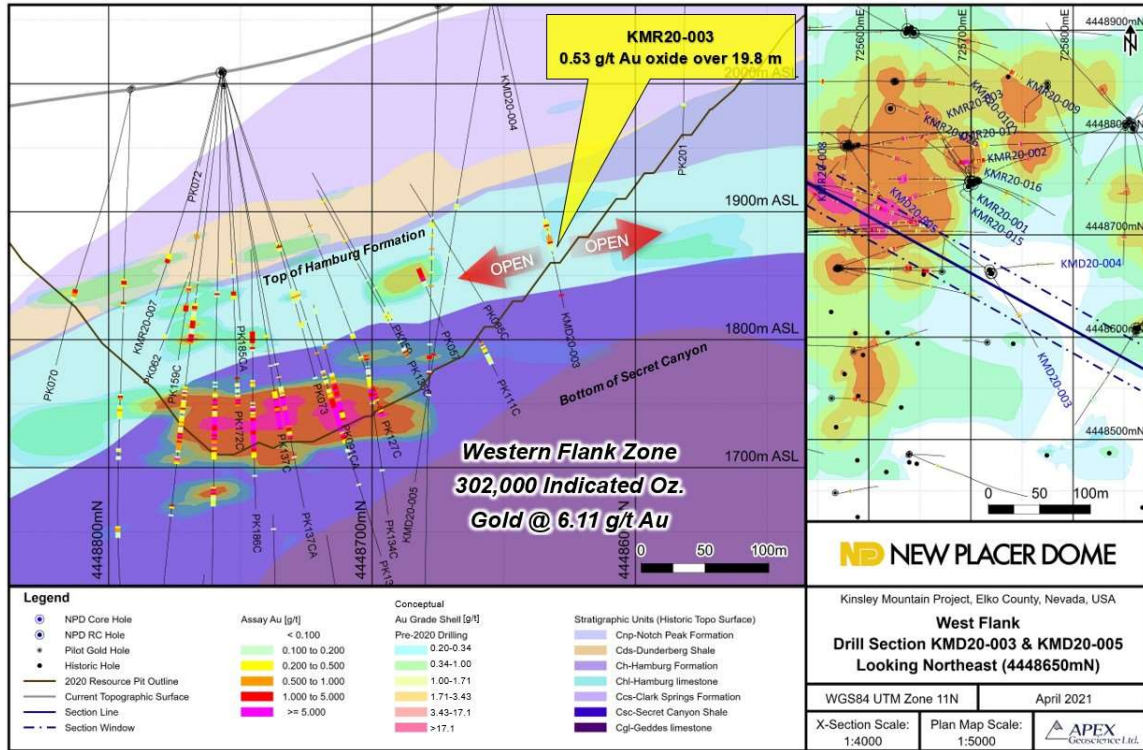 KMR20-003
0.53 g/t Au oxide over 19.8 m
2000m ASL
KMD20-004
PK201
PK072
1900m ASL
Top of Hamburg Formation
OPEN
OPEN
1800m ASL
PK070
KMR20-007
PK062
PK159C
PK185CA
PK172C
PK073
PK091CA
PK137C
PK127C
PK057
PK085C
PK111C
KMD20-003
Bottom of Secret Canyon
1700m ASL
Western Flank Zone
302,000 Indicated Oz.
Gold @ 6.11 g/t Au
4448800mN
4448700mN
PK186C
PK137CA
PK134C
KMD20-005
0 50 100m
725600mE
725700mE
725800mE
4448900mN
N
KMR20-009
4448800mN
KMR20-002
KMR20-008
KMR20-016
KMR20-001
KMR20-015
KMD20-005
4448700mN
KMD20-004
4448600mN
KMD20-003
4448500mN
0 50 100m
Legend
NPD Core Hole
NPD RC Hole
Pilot Gold Hole
Historic Hole
2020 Resource Pit Outline
Current Topographic Surface
Section Line
Section Window
Assay Au [g/t]
< 0.100
0.100 to 0.200
0.200 to 0.500
0.500 to 1.000
1.000 to 5.000
>= 5.000
Conceptual
Au Grade Shell [g/t]
Pre-2020 Drilling
0.20-0.34
0.34-1.00
1.00-1.71
1.71-3.43
3.43-17.1
>17.1
Stratigraphic Units (Historic Topo Surface)
Cnp-Notch Peak Formation
Cds-Dunderberg Shale
Ch-Hamburg Formation
Chl-Hamburg limestone
Ccs-Clark Springs Formation
Csc-Secret Canyon Shale
Cgl-Geddes limestone
NEW PLACER DOME
Kinsley Mountain Project, Elko County, Nevada, USA
West Flank
Drill Section KMD20-003 & KMD20-005
Looking Northeast (4448650mN)
WGS84 UTM Zone 11N
April 2021
X-Section Scale:
1:4000
Plan Map Scale:
1:5000
APEX
Geoscience Ltd.